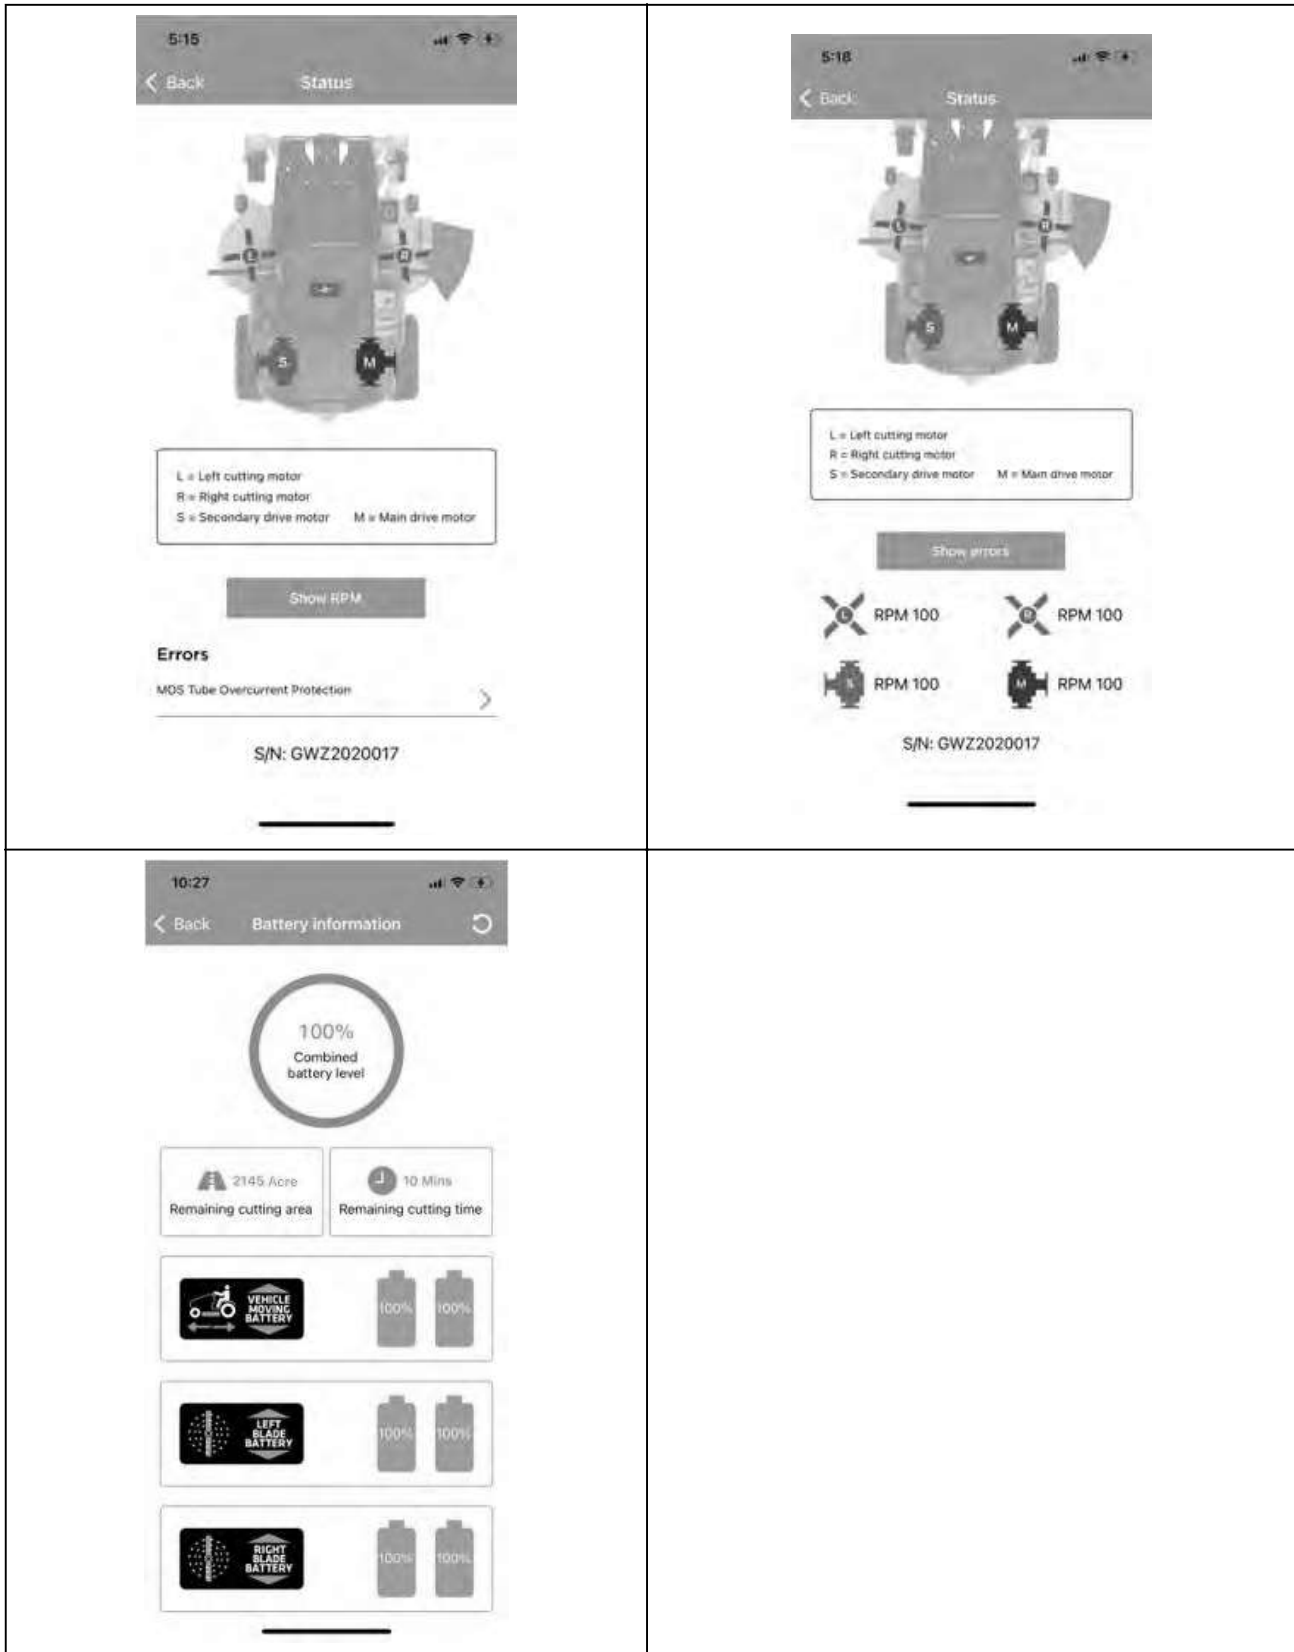 5:15
Back Status
L
R
S
M
L = Left cutting motor
R = Right cutting motor
S = Secondary drive motor M = Main drive motor
Show RPM
Errors
MOS Tube Overcurrent Protection
S/N: GWZ2020017
5:18
Back Status
L
R
S
M
L = Left cutting motor
R = Right cutting motor
S = Secondary drive motor M = Main drive motor
Show errors
L RPM 100 R RPM 100
S RPM 100 M RPM 100
S/N: GWZ2020017
10:27
Back Battery information
100%
Combined
battery level
2145 Acre
Remaining cutting area
10 Mins
Remaining cutting time
VEHICLE
MOVING
BATTERY
100% 100%
LEFT
BLADE
BATTERY
100% 100%
RIGHT
BLADE
BATTERY
100% 100%